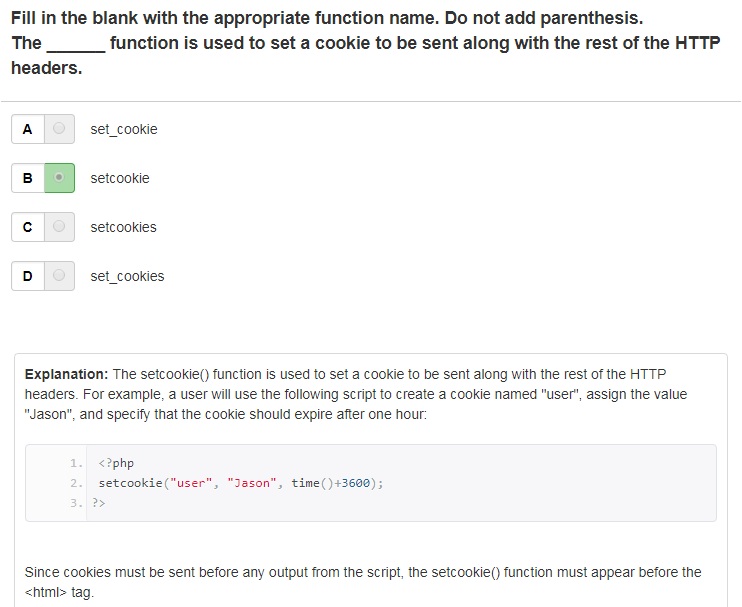 Fill in the blank with the appropriate function name. Do not add parenthesis.
The ______ function is used to set a cookie to be sent along with the rest of the HTTP
headers.
A set_cookie
B setcookie
C setcookies
D set_cookies
Explanation: The setcookie() function is used to set a cookie to be sent along with the rest of the HTTP
headers. For example, a user will use the following script to create a cookie named "user", assign the value
"Jason", and specify that the cookie should expire after one hour:
1. <?php
2. setcookie("user", "Jason", time()+3600);
3. ?>
Since cookies must be sent before any output from the script, the setcookie() function must appear before the
<html> tag.